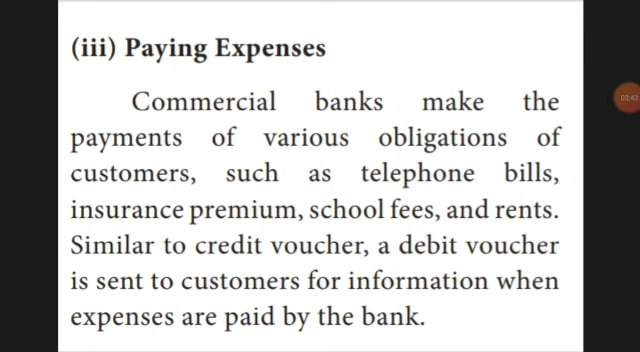 (iii) Paying Expenses
Commercial banks make the
payments of various obligations of
customers, such as telephone bills,
insurance premium, school fees, and rents.
Similar to credit voucher, a debit voucher
is sent to customers for information when
expenses are paid by the bank.
03:42